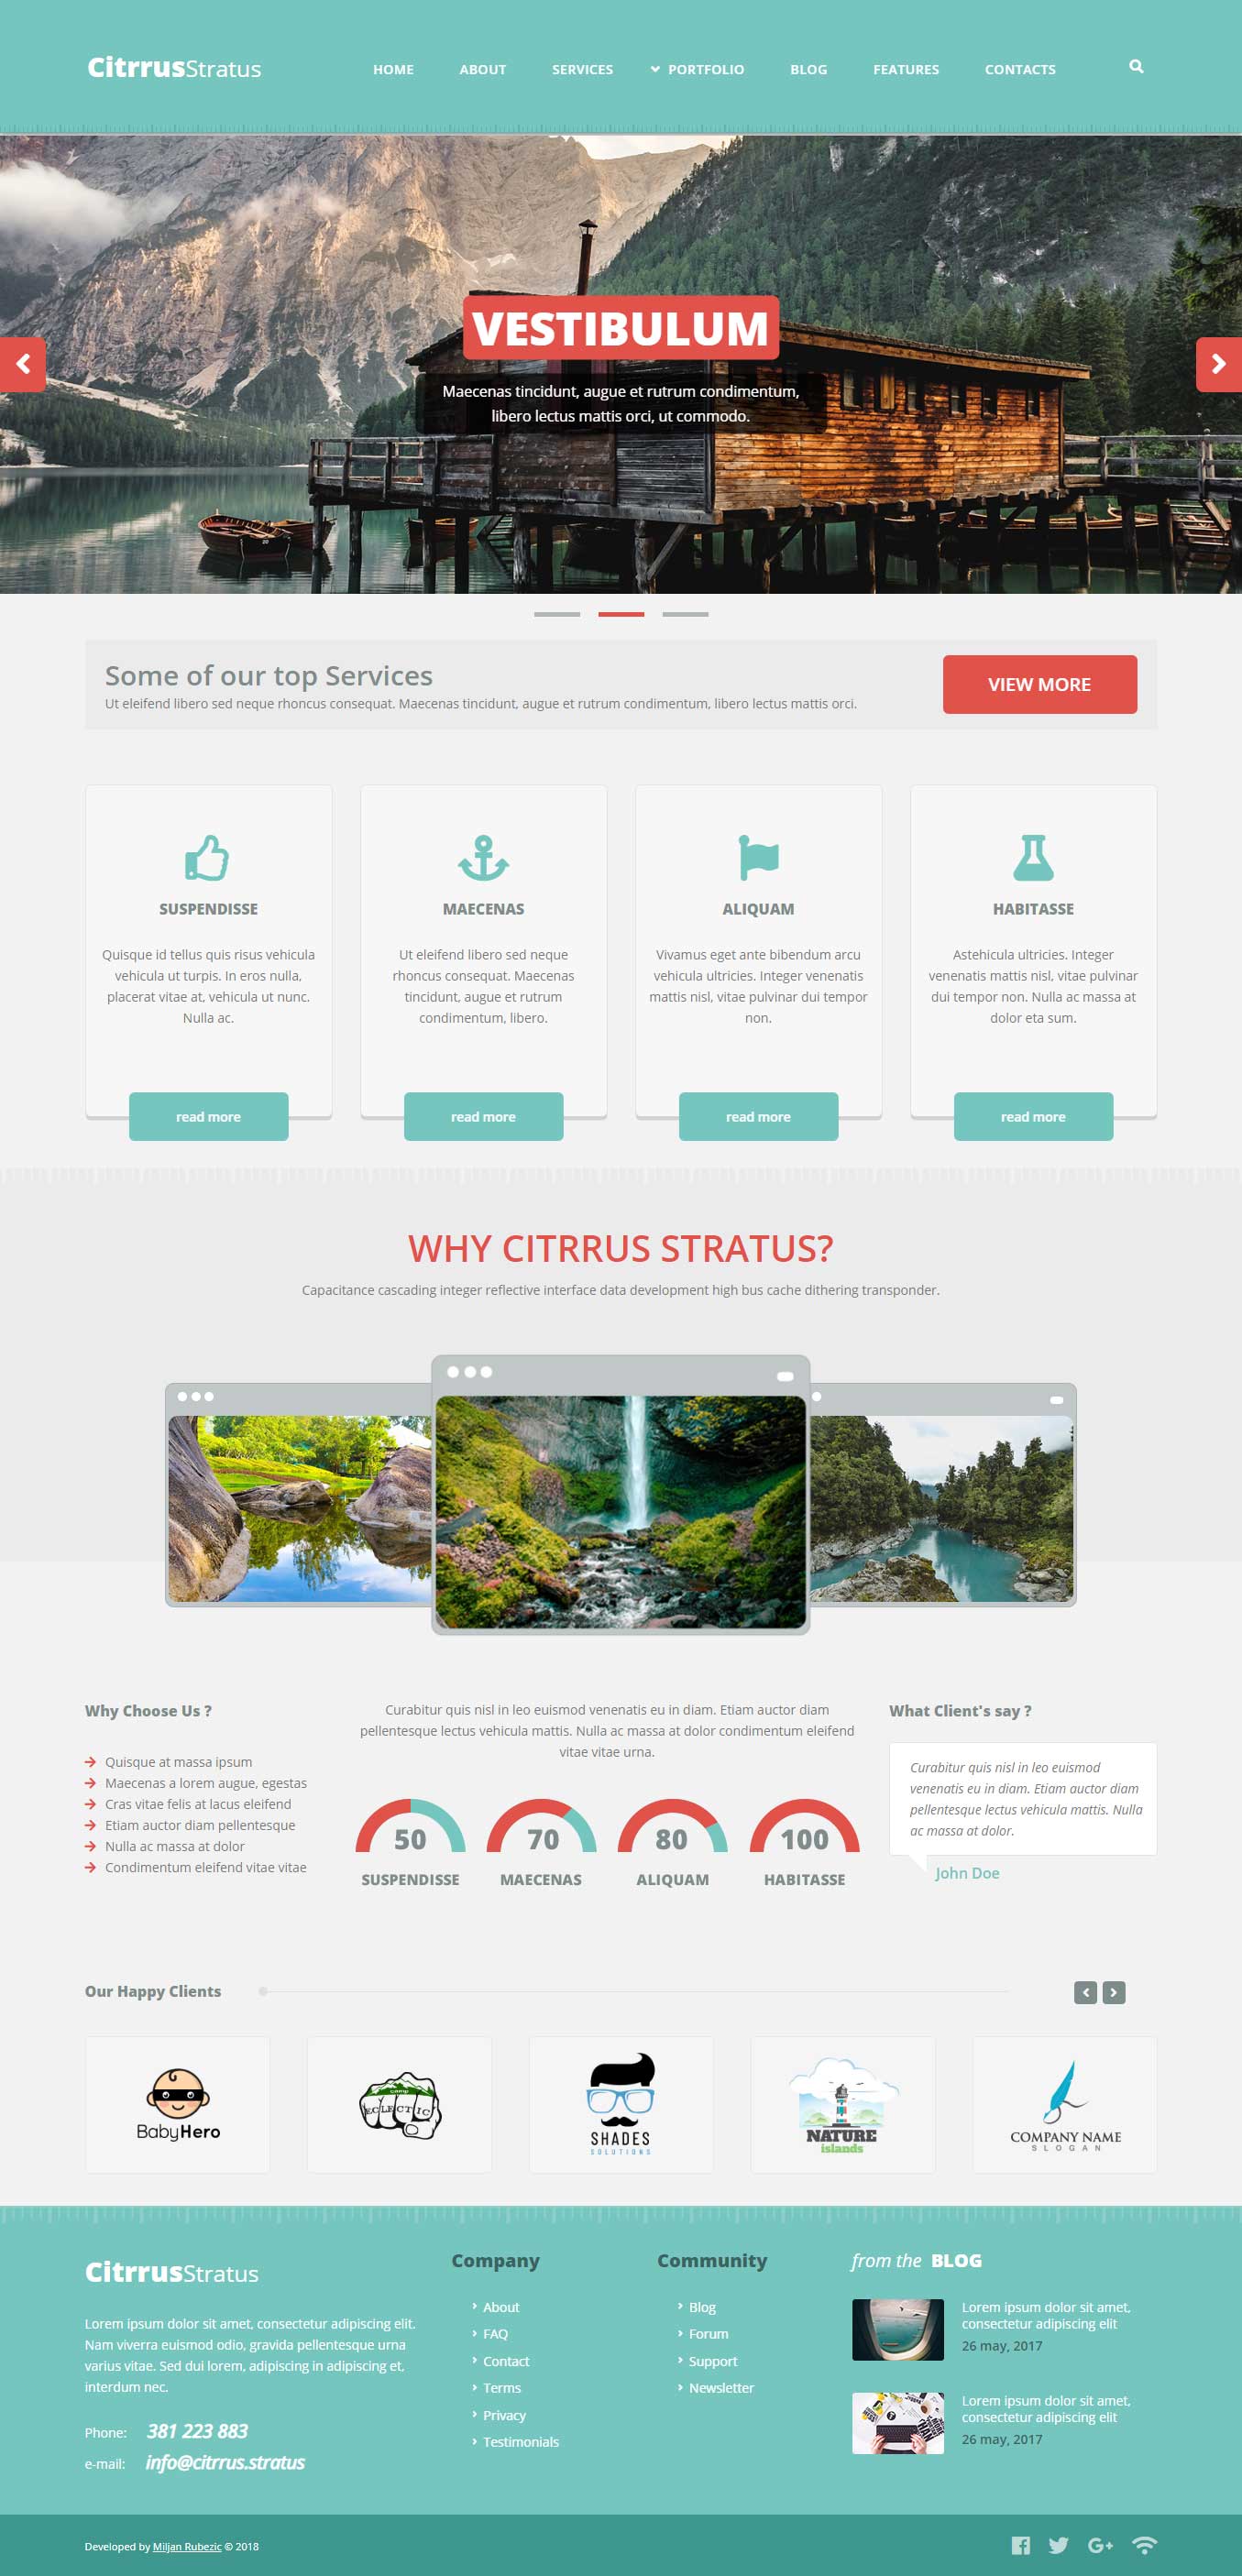 CitrrusStratus
HOME ABOUT SERVICES PORTFOLIO BLOG FEATURES CONTACTS
VESTIBULUM
Maecenas tincidunt, augue et rutrum condimentum,
libero lectus mattis orci, ut commodo.
Some of our top Services
Ut eleifend libero sed neque rhoncus consequat. Maecenas tincidunt, augue et rutrum condimentum, libero lectus mattis orci.
VIEW MORE
SUSPENDISSE
Quisque id tellus quis risus vehicula
vehicula ut turpis. In eros nulla,
placerat vitae at, vehicula ut nunc.
Nulla ac.
read more
MAECENAS
Ut eleifend libero sed neque
rhoncus consequat. Maecenas
tincidunt, augue et rutrum
condimentum, libero.
read more
ALIQUAM
Vivamus eget ante bibendum arcu
vehicula ultricies. Integer venenatis
mattis nisl, vitae pulvinar dui tempor
non.
read more
HABITASSE
Astehicula ultricies. Integer
venenatis mattis nisl, vitae pulvinar
dui tempor non. Nulla ac massa at
dolor eta sum.
read more
WHY CITRRUS STRATUS?
Capacitance cascading integer reflective interface data development high bus cache dithering transponder.
Why Choose Us ?
Quisque at massa ipsum
Maecenas a lorem augue, egestas
Cras vitae felis at lacus eleifend
Etiam auctor diam pellentesque
Nulla ac massa at dolor
Condimentum eleifend vitae vitae
Curabitur quis nisl in leo euismod venenatis eu in diam. Etiam auctor diam
pellentesque lectus vehicula mattis. Nulla ac massa at dolor condimentum eleifend
vitae vitae urna.
50 70 80 100
SUSPENDISSE MAECENAS ALIQUAM HABITASSE
What Client's say ?
Curabitur quis nisl in leo euismod
venenatis eu in diam. Etiam auctor diam
pellentesque lectus vehicula mattis. Nulla
ac massa at dolor.
John Doe
Our Happy Clients
BabyHero
camp
ECLECTIC
SHADES
SOLUTIONS
NATURE
islands
COMPANY NAME
SLOGAN
CitrrusStratus
Lorem ipsum dolor sit amet, consectetur adipiscing elit.
Nam viverra euismod odio, gravida pellentesque urna
varius vitae. Sed dui lorem, adipiscing in adipiscing et,
interdum nec.
Phone: 381 223 883
e-mail: info@citrrus.stratus
Company
About
FAQ
Contact
Terms
Privacy
Testimonials
Community
Blog
Forum
Support
Newsletter
from the BLOG
Lorem ipsum dolor sit amet,
consectetur adipiscing elit
26 may, 2017
Lorem ipsum dolor sit amet,
consectetur adipiscing elit
26 may, 2017
Developed by Miljan Rubezic © 2018